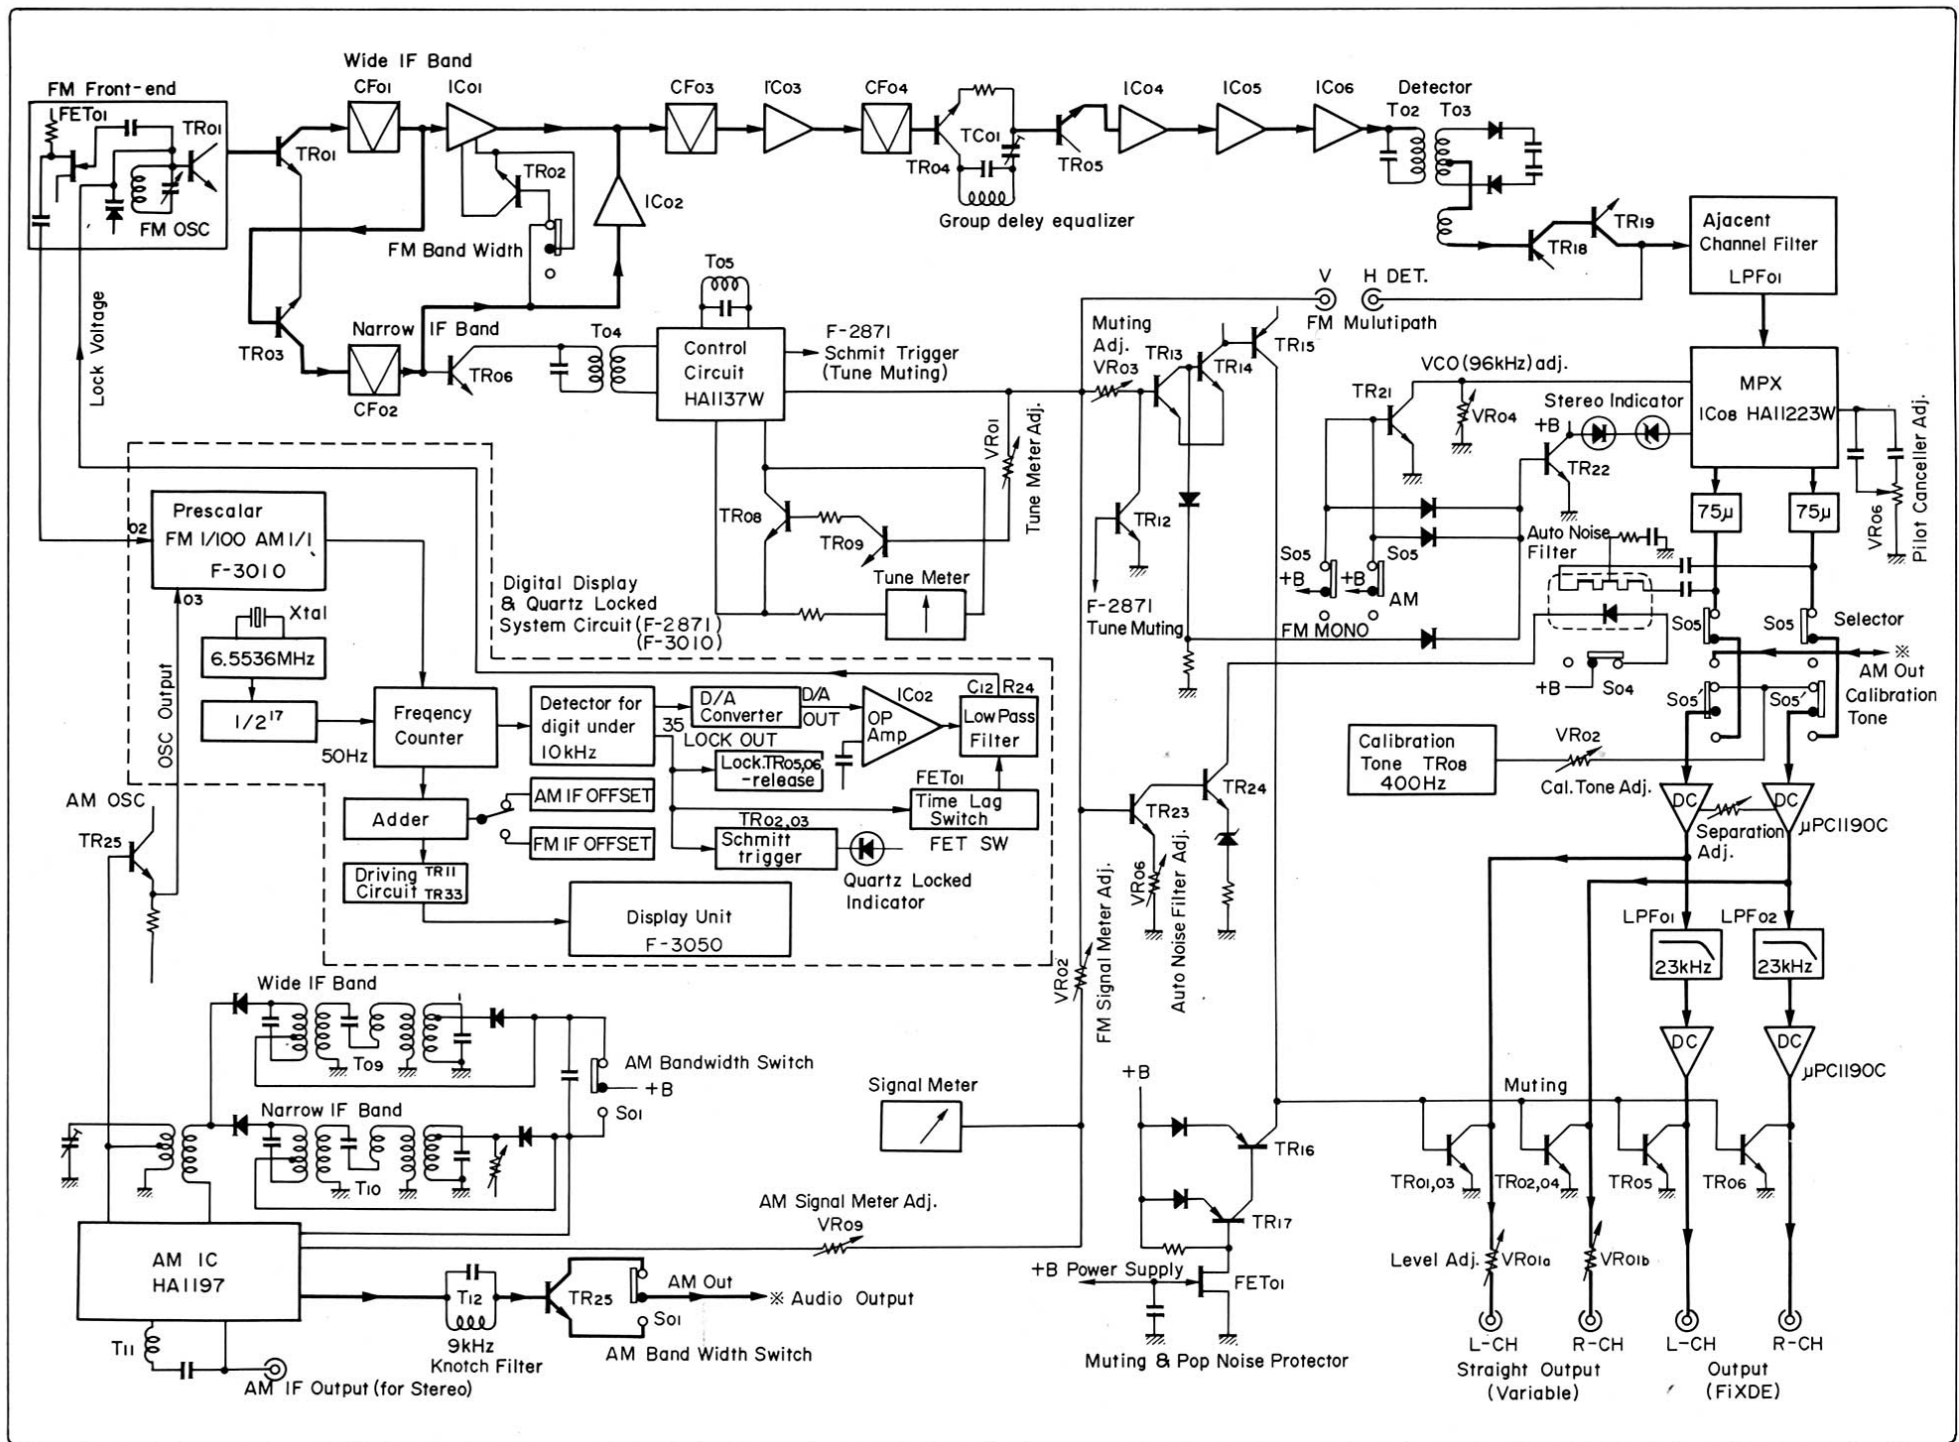 Wide IF Band
FM Front-end
CF01
IC01
CF03
IC03
CF04
IC04
IC05
IC06
Detector
T02
T03
FET01
TR01
TR01
TR02
IC02
TR04
TC01
TR05
FM OSC
FM Band Width
Group deley equalizer
TR18
TR19
Ajacent
Channel Filter
LPF01
V
H DET.
FM Mulutipath
T05
Lock Voltage
TR03
Narrow IF Band
CF02
TR06
T04
Control
Circuit
HA1137W
F-2871
Schmit Trigger
(Tune Muting)
Muting
Adj.
VR03
TR13
TR14
TR15
VCO (96kHz) adj.
TR21
VR04
Stereo Indicator
+B
TR22
MPX
IC08 HA11223W
VR01
Tune Meter Adj.
VR06
Pilot Canceller Adj.
75μ
75μ
Prescalar
FM 1/100 AM 1/1
F-3010
02
03
Xtal
6.5536MHz
1/2¹⁷
OSC Output
TR08
TR09
Tune Meter
TR12
F-2871
Tune Muting
Auto Noise
Filter
S05
+B
S05
+B
AM
FM MONO
S05
S05
Selector
※
AM Out
Calibration
Tone
S05'
S05'
+B
S04
Digital Display
& Quartz Locked
System Circuit (F-2871)
(F-3010)
50Hz
Freqency
Counter
Detector for
digit under
10kHz
35
D/A
Converter
D/A
OUT
LOCK OUT
Lock.TR05,06
-release
IC02
OP
Amp
C12 R24
Low Pass
Filter
FET01
Time Lag
Switch
FET SW
Adder
AM IF OFFSET
FM IF OFFSET
TR02,03
Schmitt
trigger
Quartz Locked
Indicator
Driving TR11
Circuit TR33
Display Unit
F-3050
AM OSC
TR25
Calibration
Tone TR08
400Hz
VR02
Cal. Tone Adj.
DC
DC
Separation
Adj.
μPC1190C
TR23
TR24
VR06
Auto Noise Filter Adj.
VR02
FM Signal Meter Adj.
LPF01
LPF02
23kHz
23kHz
DC
DC
μPC1190C
Wide IF Band
T09
AM Bandwidth Switch
+B
S01
Narrow IF Band
T10
Signal Meter
+B
TR16
TR17
Muting
TR01,03
TR02,04
TR05
TR06
AM IC
HA1197
AM Signal Meter Adj.
VR09
+B Power Supply
FET01
Level Adj.
VR01a
VR01b
T12
9kHz
Knotch Filter
TR25
AM Out
※ Audio Output
S01
AM Band Width Switch
T11
AM IF Output (for Stereo)
Muting & Pop Noise Protector
L-CH
R-CH
L-CH
R-CH
Straight Output
(Variable)
Output
(FiXDE)